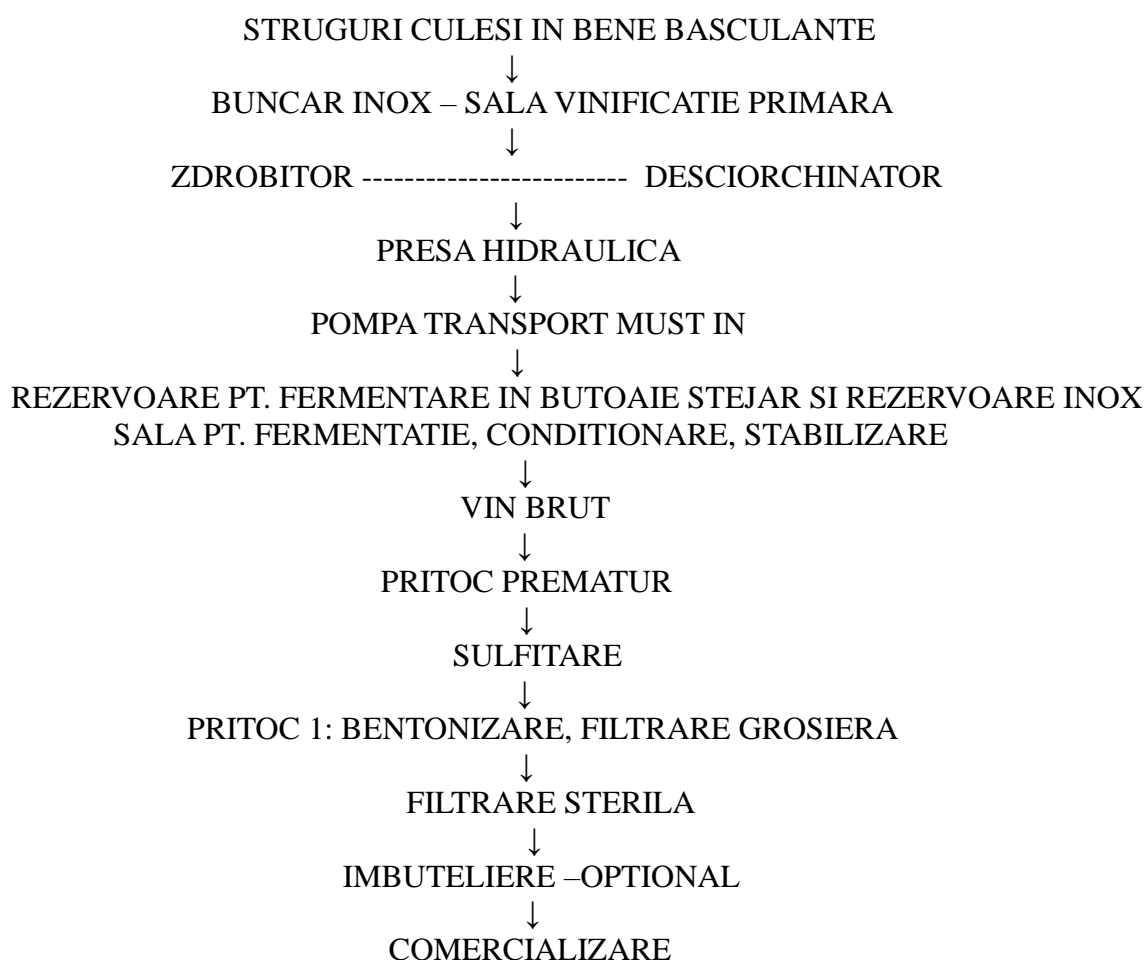 STRUGURI CULESI IN BENE BASCULANTE
↓
BUNCAR INOX – SALA VINIFICATIE PRIMARA
↓
ZDROBITOR ------------------------- DESCIORCHINATOR
↓
PRESA HIDRAULICA
↓
POMPA TRANSPORT MUST IN
↓
REZERVOARE PT. FERMENTARE IN BUTOAIE STEJAR SI REZERVOARE INOX
SALA PT. FERMENTATIE, CONDITIONARE, STABILIZARE
↓
VIN BRUT
↓
PRITOC PREMATUR
↓
SULFITARE
↓
PRITOC 1: BENTONIZARE, FILTRARE GROSIERA
↓
FILTRARE STERILA
↓
IMBUTELIERE –OPTIONAL
↓
COMERCIALIZARE